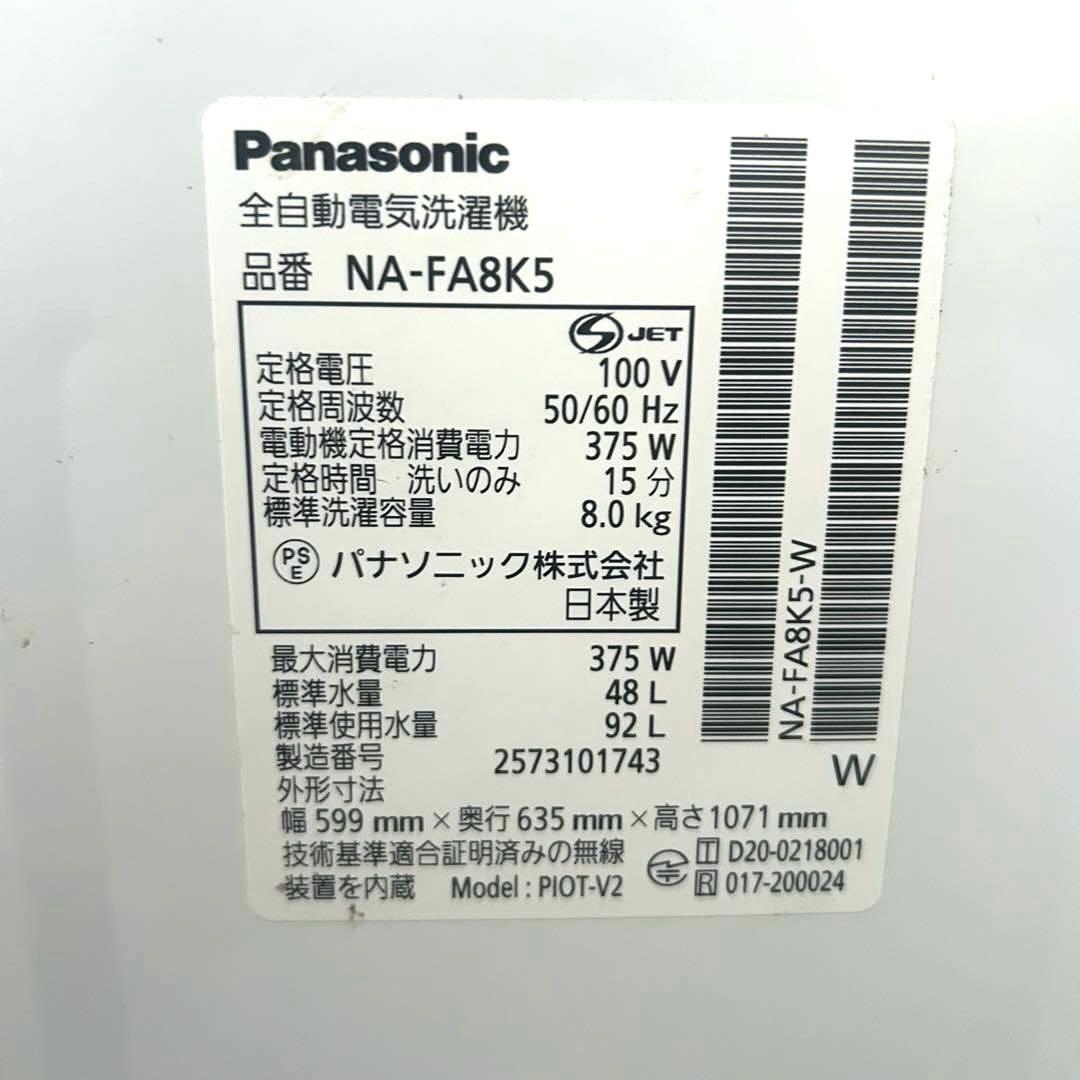 Panasonic
全自動電気洗濯機
品番 NA-FA8K5
S JET
定格電圧 100 V
定格周波数 50/60 Hz
電動機定格消費電力 375 W
定格時間 洗いのみ 15 分
標準洗濯容量 8.0 kg
PS E パナソニック株式会社
日本製
最大消費電力 375 W
標準水量 48 L
標準使用水量 92 L
製造番号 2573101743
外形寸法
幅 599 mm × 奥行 635 mm × 高さ 1071 mm
技術基準適合証明済みの無線 T D20-0218001
装置を内蔵 Model : PIOT-V2 R 017-200024
NA-FA8K5-W
W